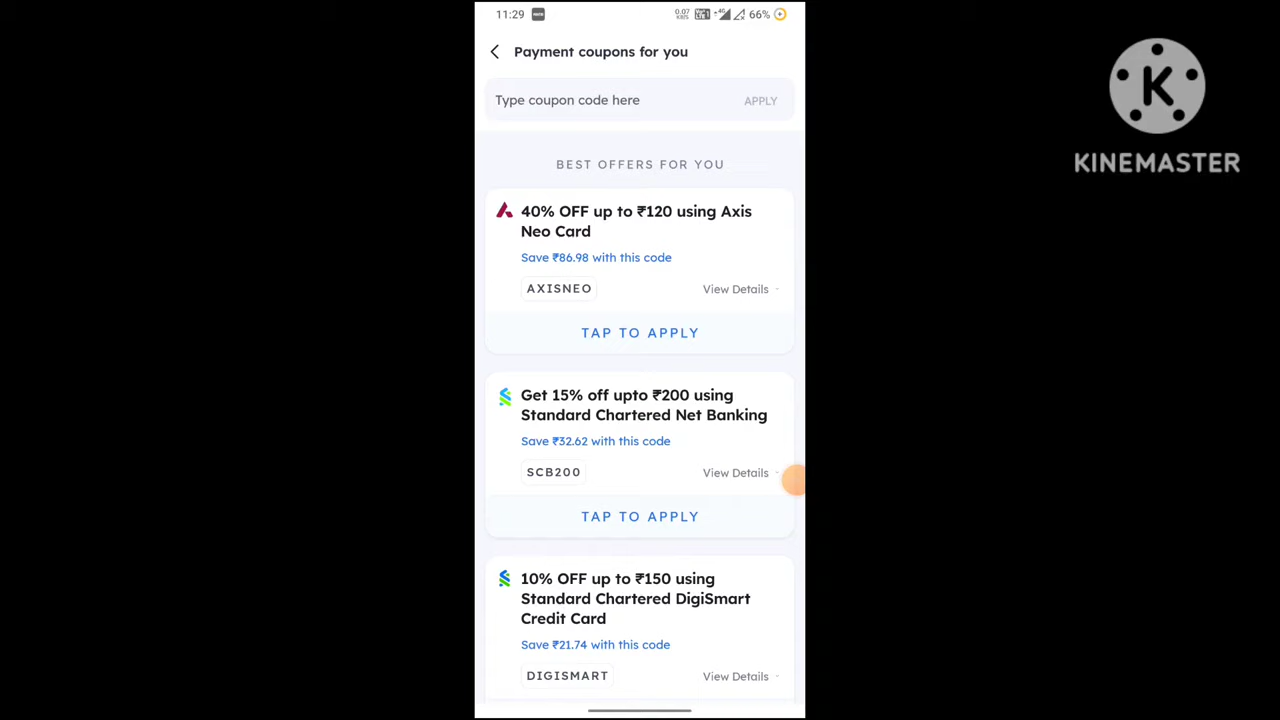 11:29
66%
Payment coupons for you
Type coupon code here
APPLY
BEST OFFERS FOR YOU
40% OFF up to ₹120 using Axis
Neo Card
Save ₹86.98 with this code
AXISNEO
View Details
TAP TO APPLY
Get 15% off upto ₹200 using
Standard Chartered Net Banking
Save ₹32.62 with this code
SCB200
View Details
TAP TO APPLY
10% OFF up to ₹150 using
Standard Chartered DigiSmart
Credit Card
Save ₹21.74 with this code
DIGISMART
View Details
K
KINEMASTER